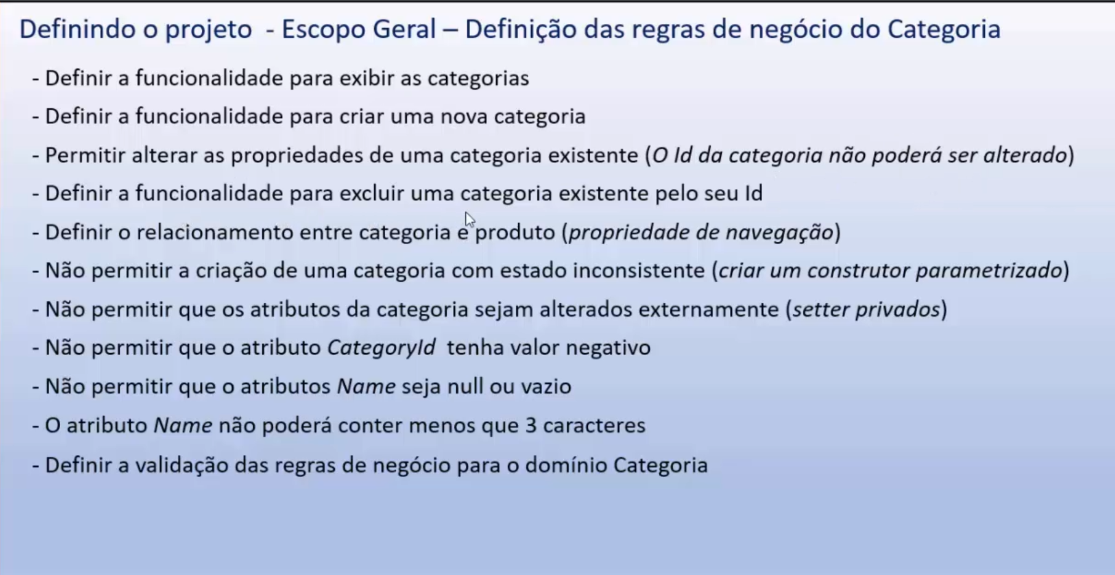 Definindo o projeto - Escopo Geral – Definição das regras de negócio do Categoria
- Definir a funcionalidade para exibir as categorias
- Definir a funcionalidade para criar uma nova categoria
- Permitir alterar as propriedades de uma categoria existente (O Id da categoria não poderá ser alterado)
- Definir a funcionalidade para excluir uma categoria existente pelo seu Id
- Definir o relacionamento entre categoria e produto (propriedade de navegação)
- Não permitir a criação de uma categoria com estado inconsistente (criar um construtor parametrizado)
- Não permitir que os atributos da categoria sejam alterados externamente (setter privados)
- Não permitir que o atributo CategoryId tenha valor negativo
- Não permitir que o atributos Name seja null ou vazio
- O atributo Name não poderá conter menos que 3 caracteres
- Definir a validação das regras de negócio para o domínio Categoria